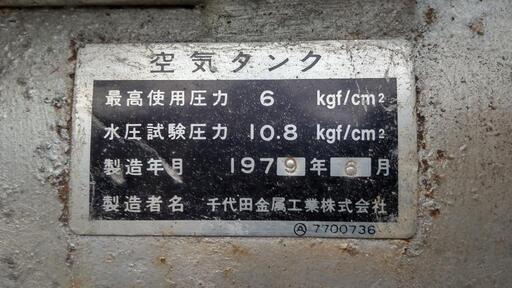 空気タンク
最高使用圧力 6 kgf/cm2
水圧試験圧力 10.8 kgf/cm2
製造年月 1979年6月
製造者名 千代田金属工業株式会社
Ⓐ 7700736